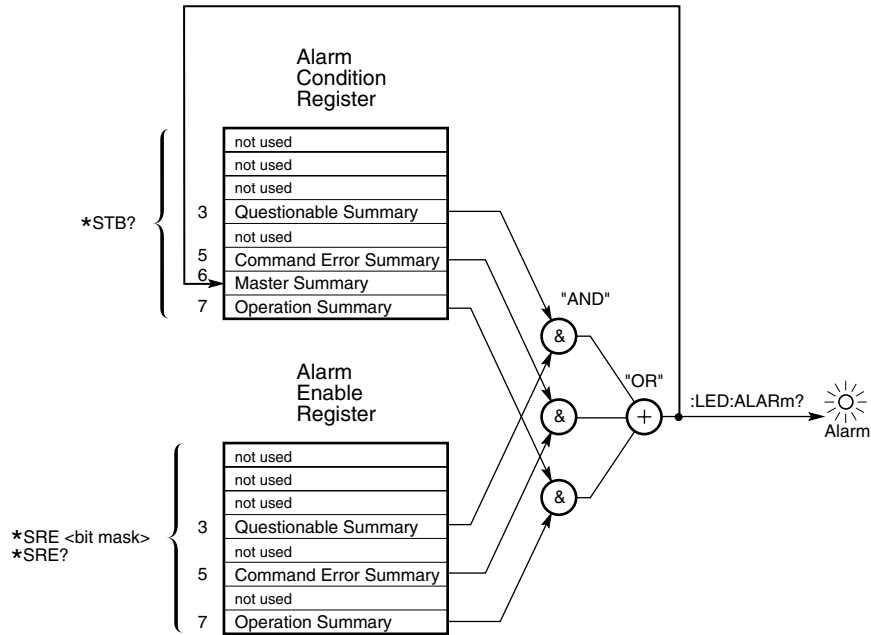 Alarm
Condition
Register
not used
not used
not used
3 Questionable Summary
not used
5 Command Error Summary
6 Master Summary
7 Operation Summary
*STB?
"AND"
&
&
&
"OR"
+
:LED:ALARm?
Alarm
Alarm
Enable
Register
not used
not used
not used
3 Questionable Summary
not used
5 Command Error Summary
not used
7 Operation Summary
*SRE <bit mask>
*SRE?